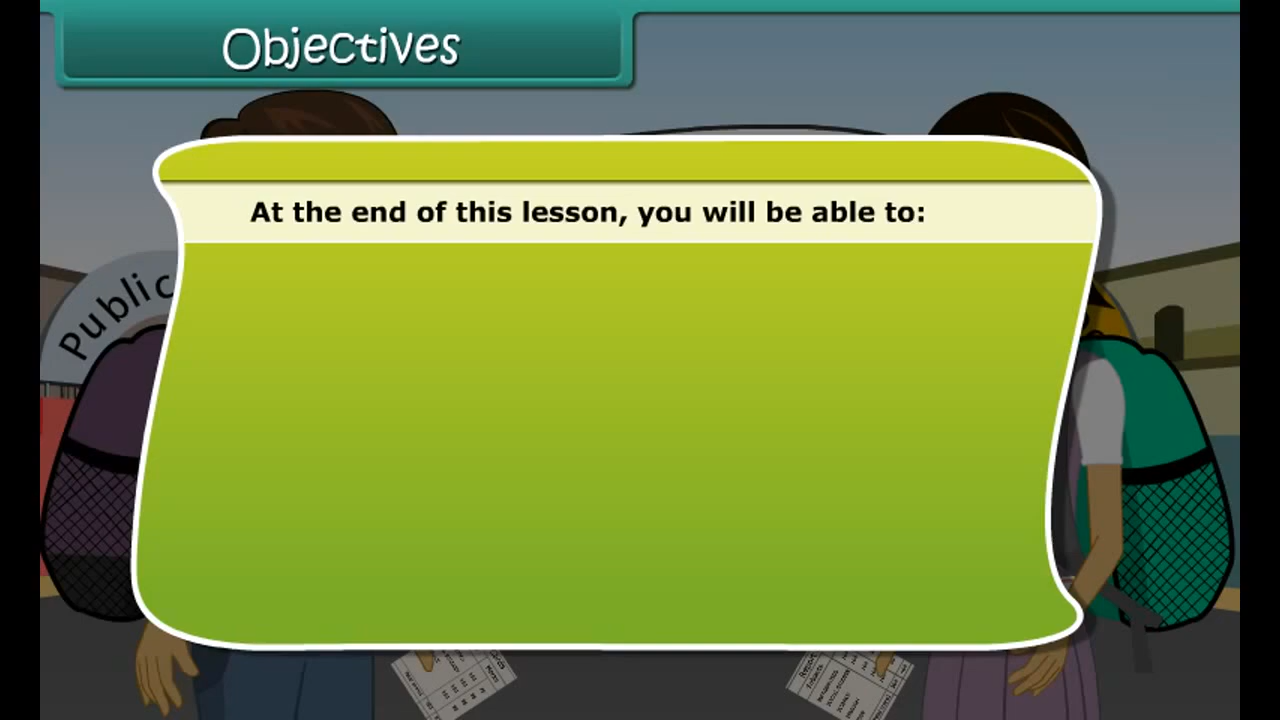 Objectives
At the end of this lesson, you will be able to:
Public